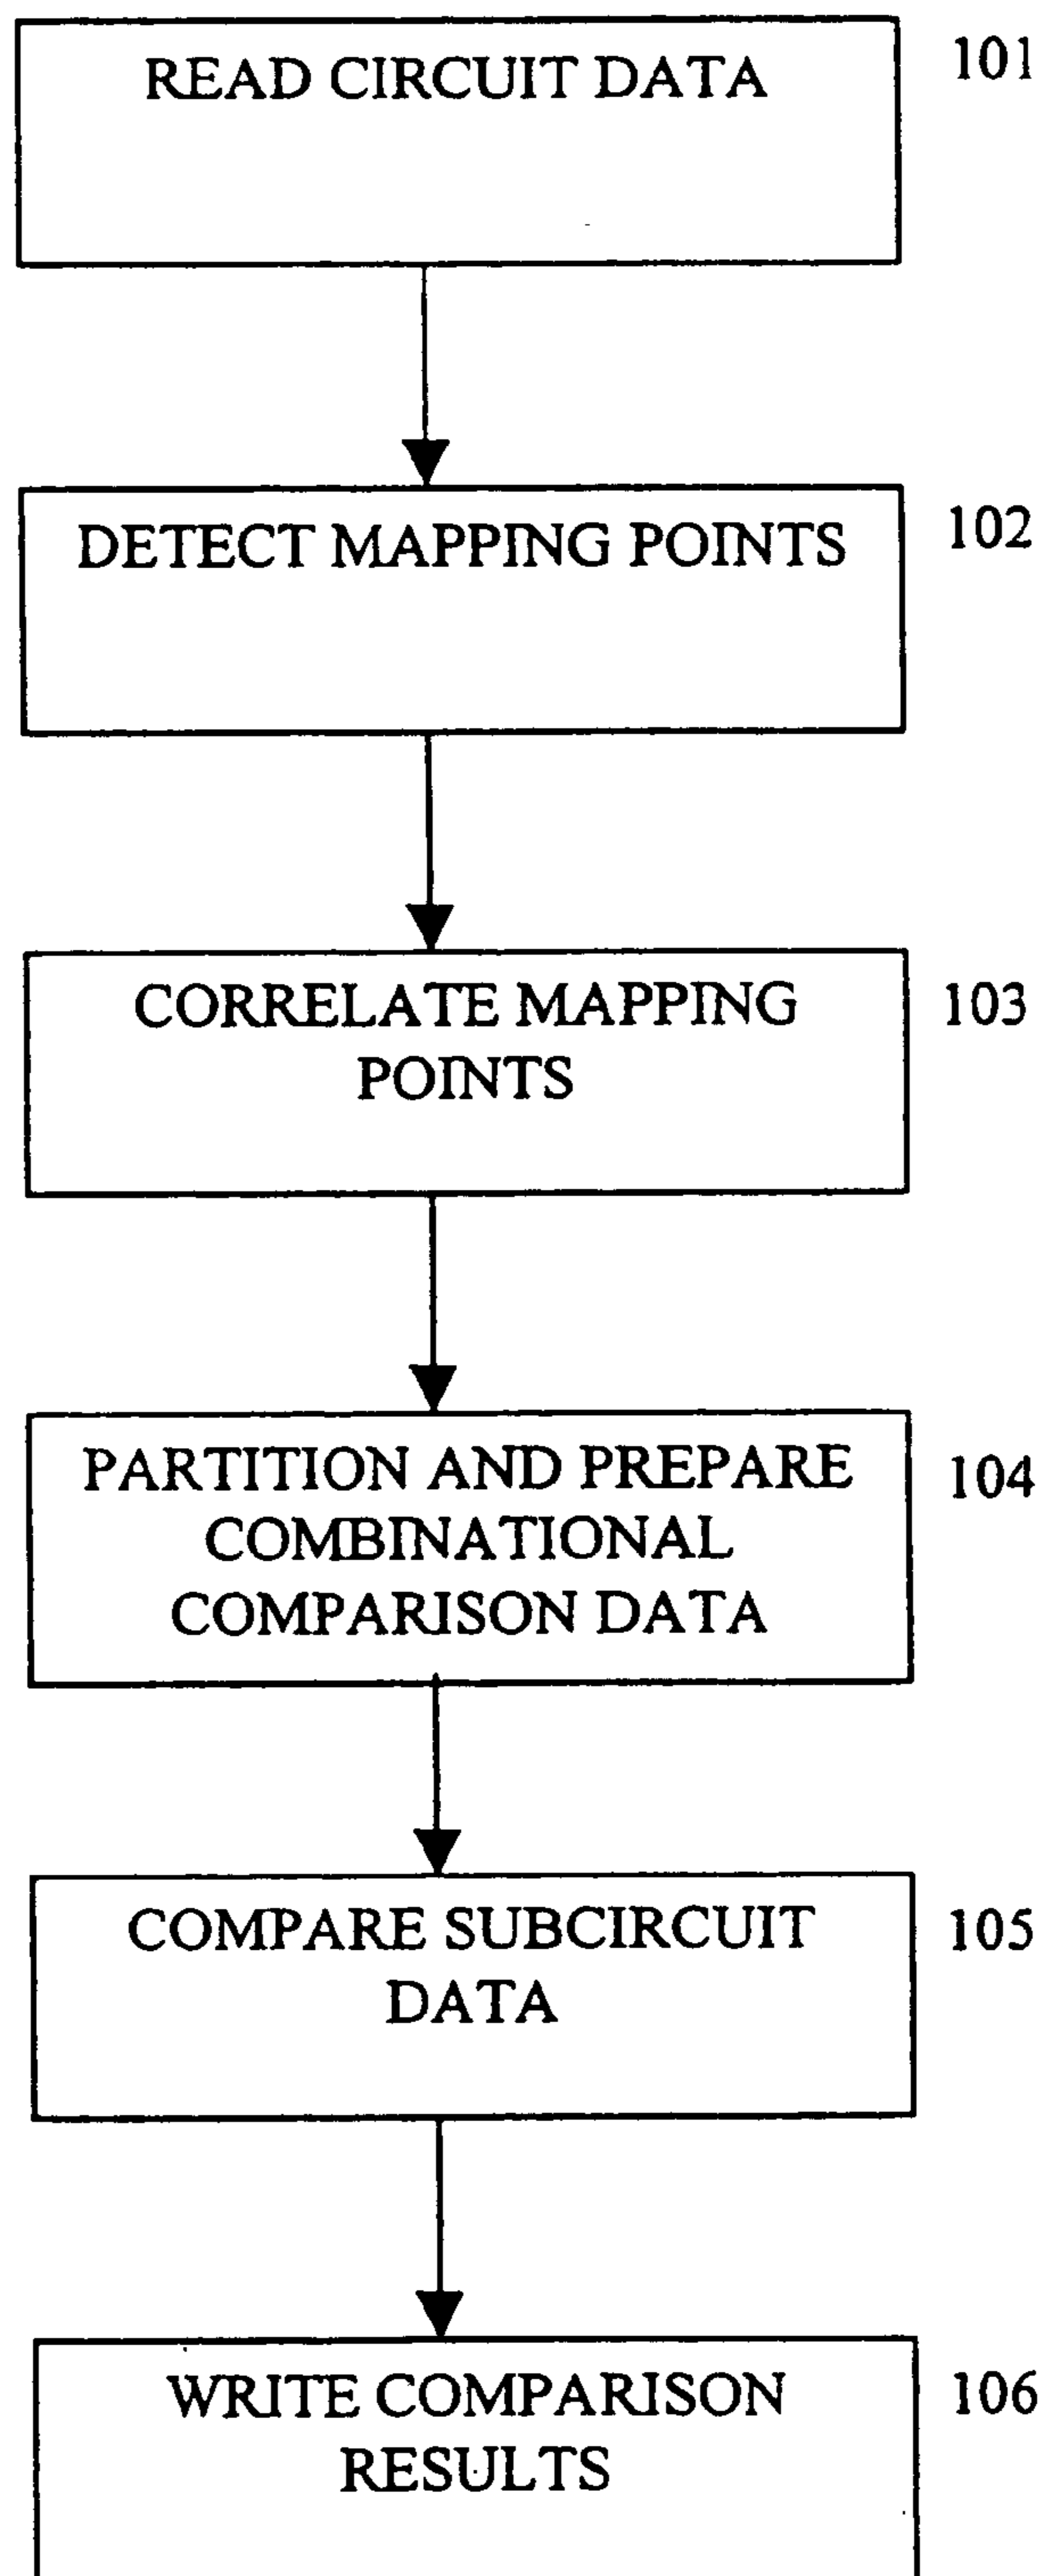 READ CIRCUIT DATA
101
DETECT MAPPING POINTS
102
CORRELATE MAPPING
POINTS
103
PARTITION AND PREPARE
COMBINATIONAL
COMPARISON DATA
104
COMPARE SUBCIRCUIT
DATA
105
WRITE COMPARISON
RESULTS
106